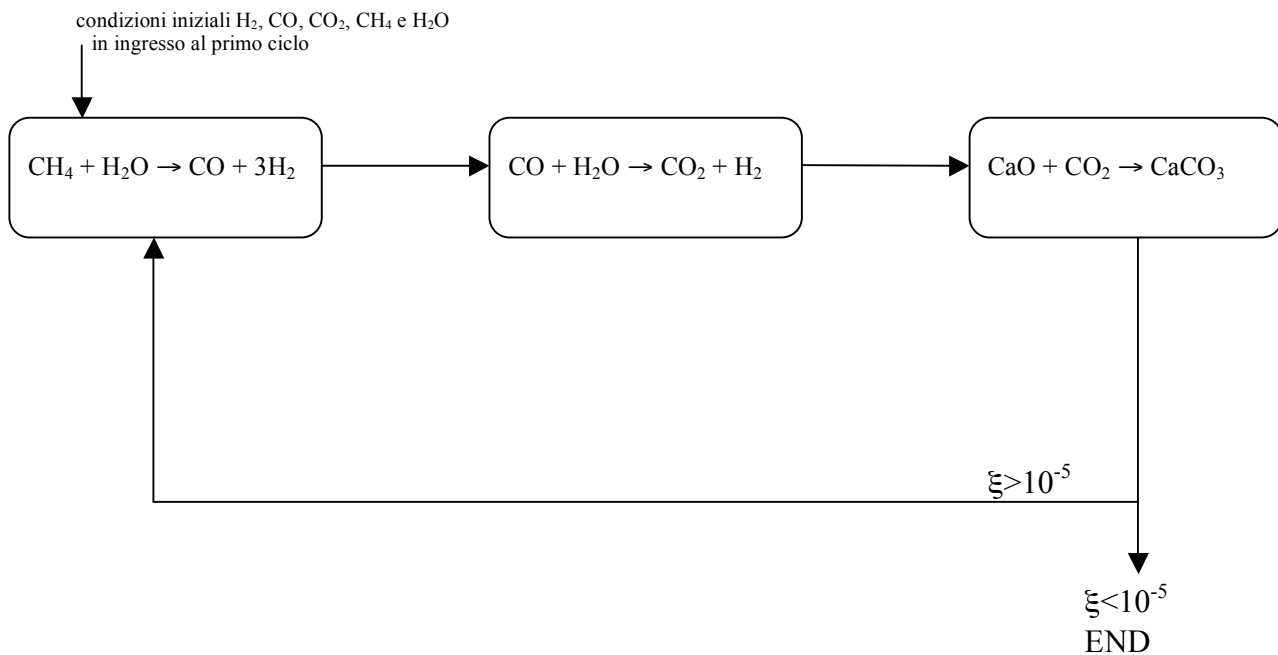 condizioni iniziali H₂, CO, CO₂, CH₄ e H₂O
in ingresso al primo ciclo
CH₄ + H₂O → CO + 3H₂
CO + H₂O → CO₂ + H₂
CaO + CO₂ → CaCO₃
ξ>10⁻⁵
ξ<10⁻⁵
END